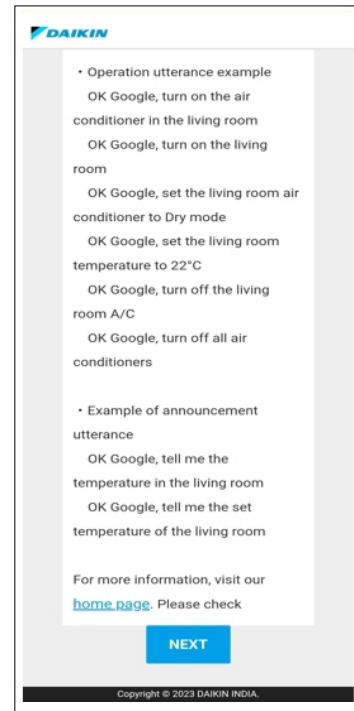 DAIKIN
・Operation utterance example
OK Google, turn on the air
conditioner in the living room
OK Google, turn on the living
room
OK Google, set the living room air
conditioner to Dry mode
OK Google, set the living room
temperature to 22°C
OK Google, turn off the living
room A/C
OK Google, turn off all air
conditioners
・Example of announcement
utterance
OK Google, tell me the
temperature in the living room
OK Google, tell me the set
temperature of the living room
For more information, visit our
home page. Please check
NEXT
Copyright © 2023 DAIKIN INDIA.